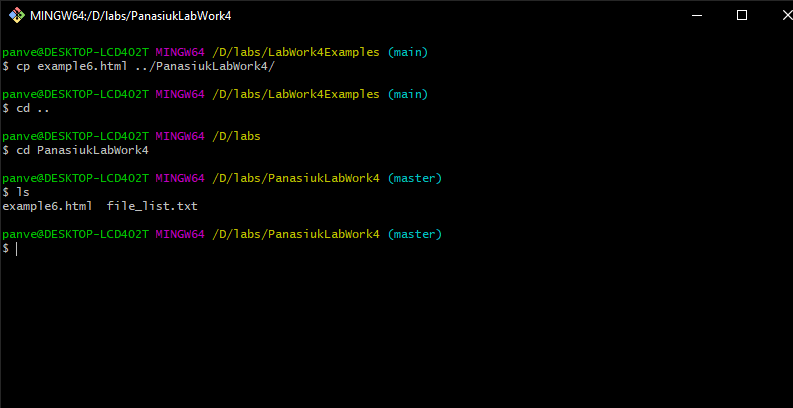 MINGW64:/D/labs/PanasiukLabWork4
panve@DESKTOP-LCD402T MINGW64 /D/labs/LabWork4Examples (main)
$ cp example6.html ../PanasiukLabWork4/
panve@DESKTOP-LCD402T MINGW64 /D/labs/LabWork4Examples (main)
$ cd ..
panve@DESKTOP-LCD402T MINGW64 /D/labs
$ cd PanasiukLabWork4
panve@DESKTOP-LCD402T MINGW64 /D/labs/PanasiukLabWork4 (master)
$ ls
example6.html  file_list.txt
panve@DESKTOP-LCD402T MINGW64 /D/labs/PanasiukLabWork4 (master)
$